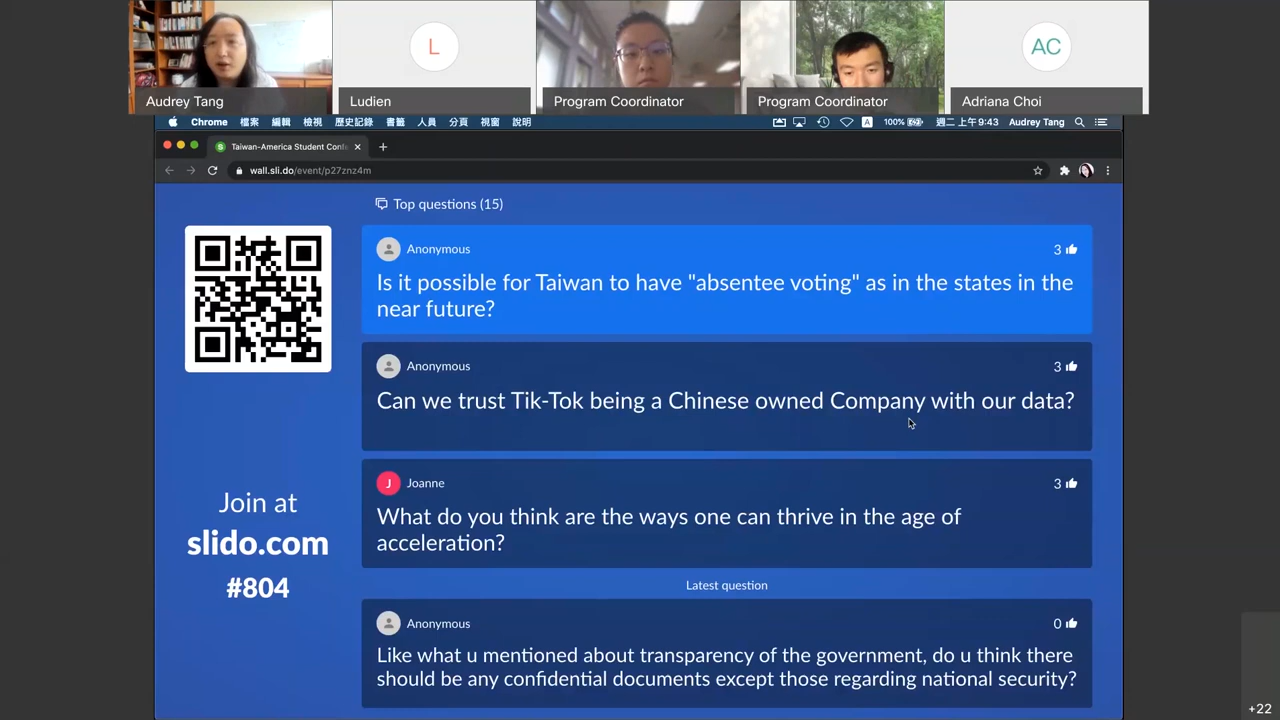 Audrey Tang
Ludien
L
Program Coordinator
Program Coordinator
AC
Adriana Choi
Chrome 檔案 編輯 檢視 歷史記錄 書籤 人員 分頁 視窗 說明
A 100% 週二 上午9:43 Audrey Tang
Taiwan-America Student Conf
wall.sli.do/event/p27znz4m
Top questions (15)
Anonymous 3
Is it possible for Taiwan to have "absentee voting" as in the states in the
near future?
Anonymous 3
Can we trust Tik-Tok being a Chinese owned Company with our data?
J Joanne 3
What do you think are the ways one can thrive in the age of
acceleration?
Latest question
Anonymous 0
Like what u mentioned about transparency of the government, do u think there
should be any confidential documents except those regarding national security?
Join at
slido.com
#804
+22